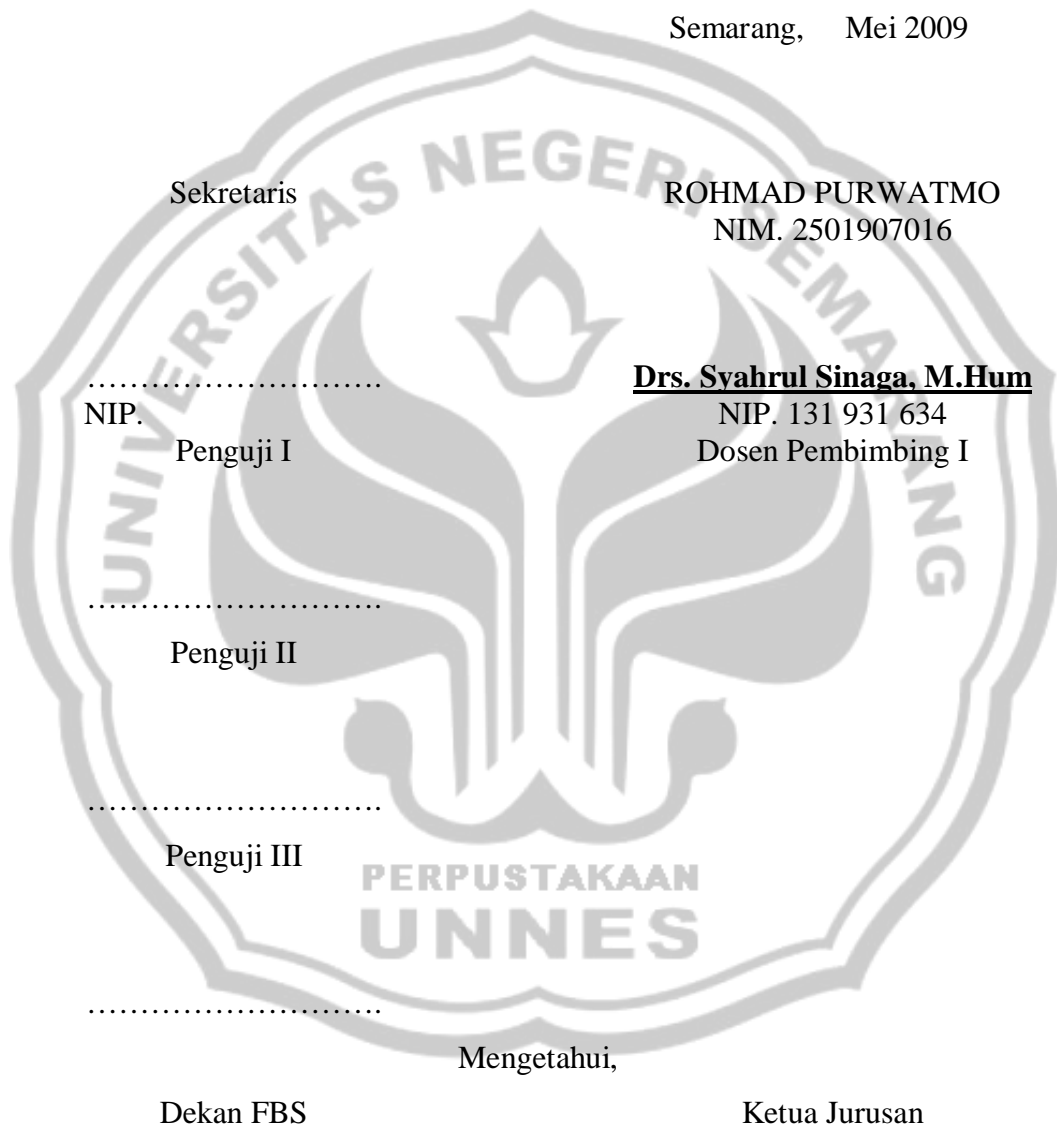 Semarang, Mei 2009
UNIVERSITAS NEGERI SEMARANG
Sekretaris ROHMAD PURWATMO
NIM. 2501907016
………………………. Drs. Syahrul Sinaga, M.Hum
NIP. NIP. 131 931 634
Penguji I Dosen Pembimbing I
……………………….
Penguji II
……………………….
Penguji III
PERPUSTAKAAN
UNNES
……………………….
Mengetahui,
Dekan FBS Ketua Jurusan